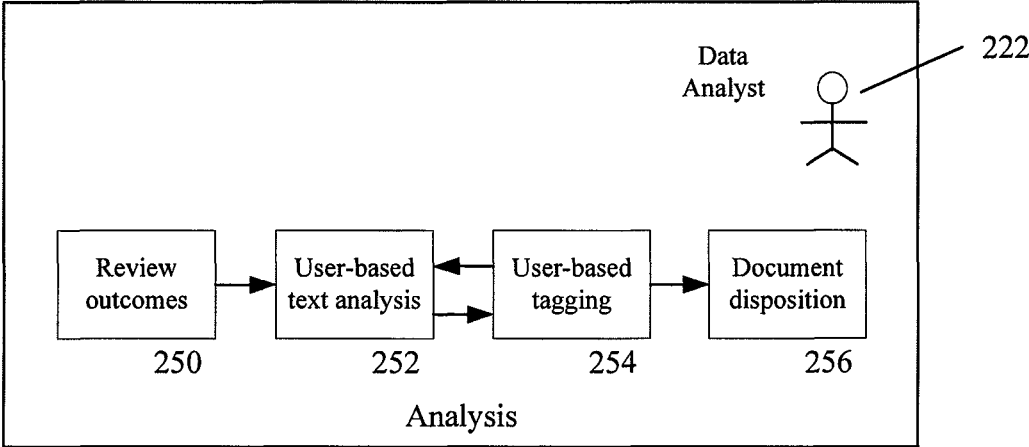 Data
Analyst
222
Review
outcomes
User-based
text analysis
User-based
tagging
Document
disposition
250
252
254
256
Analysis